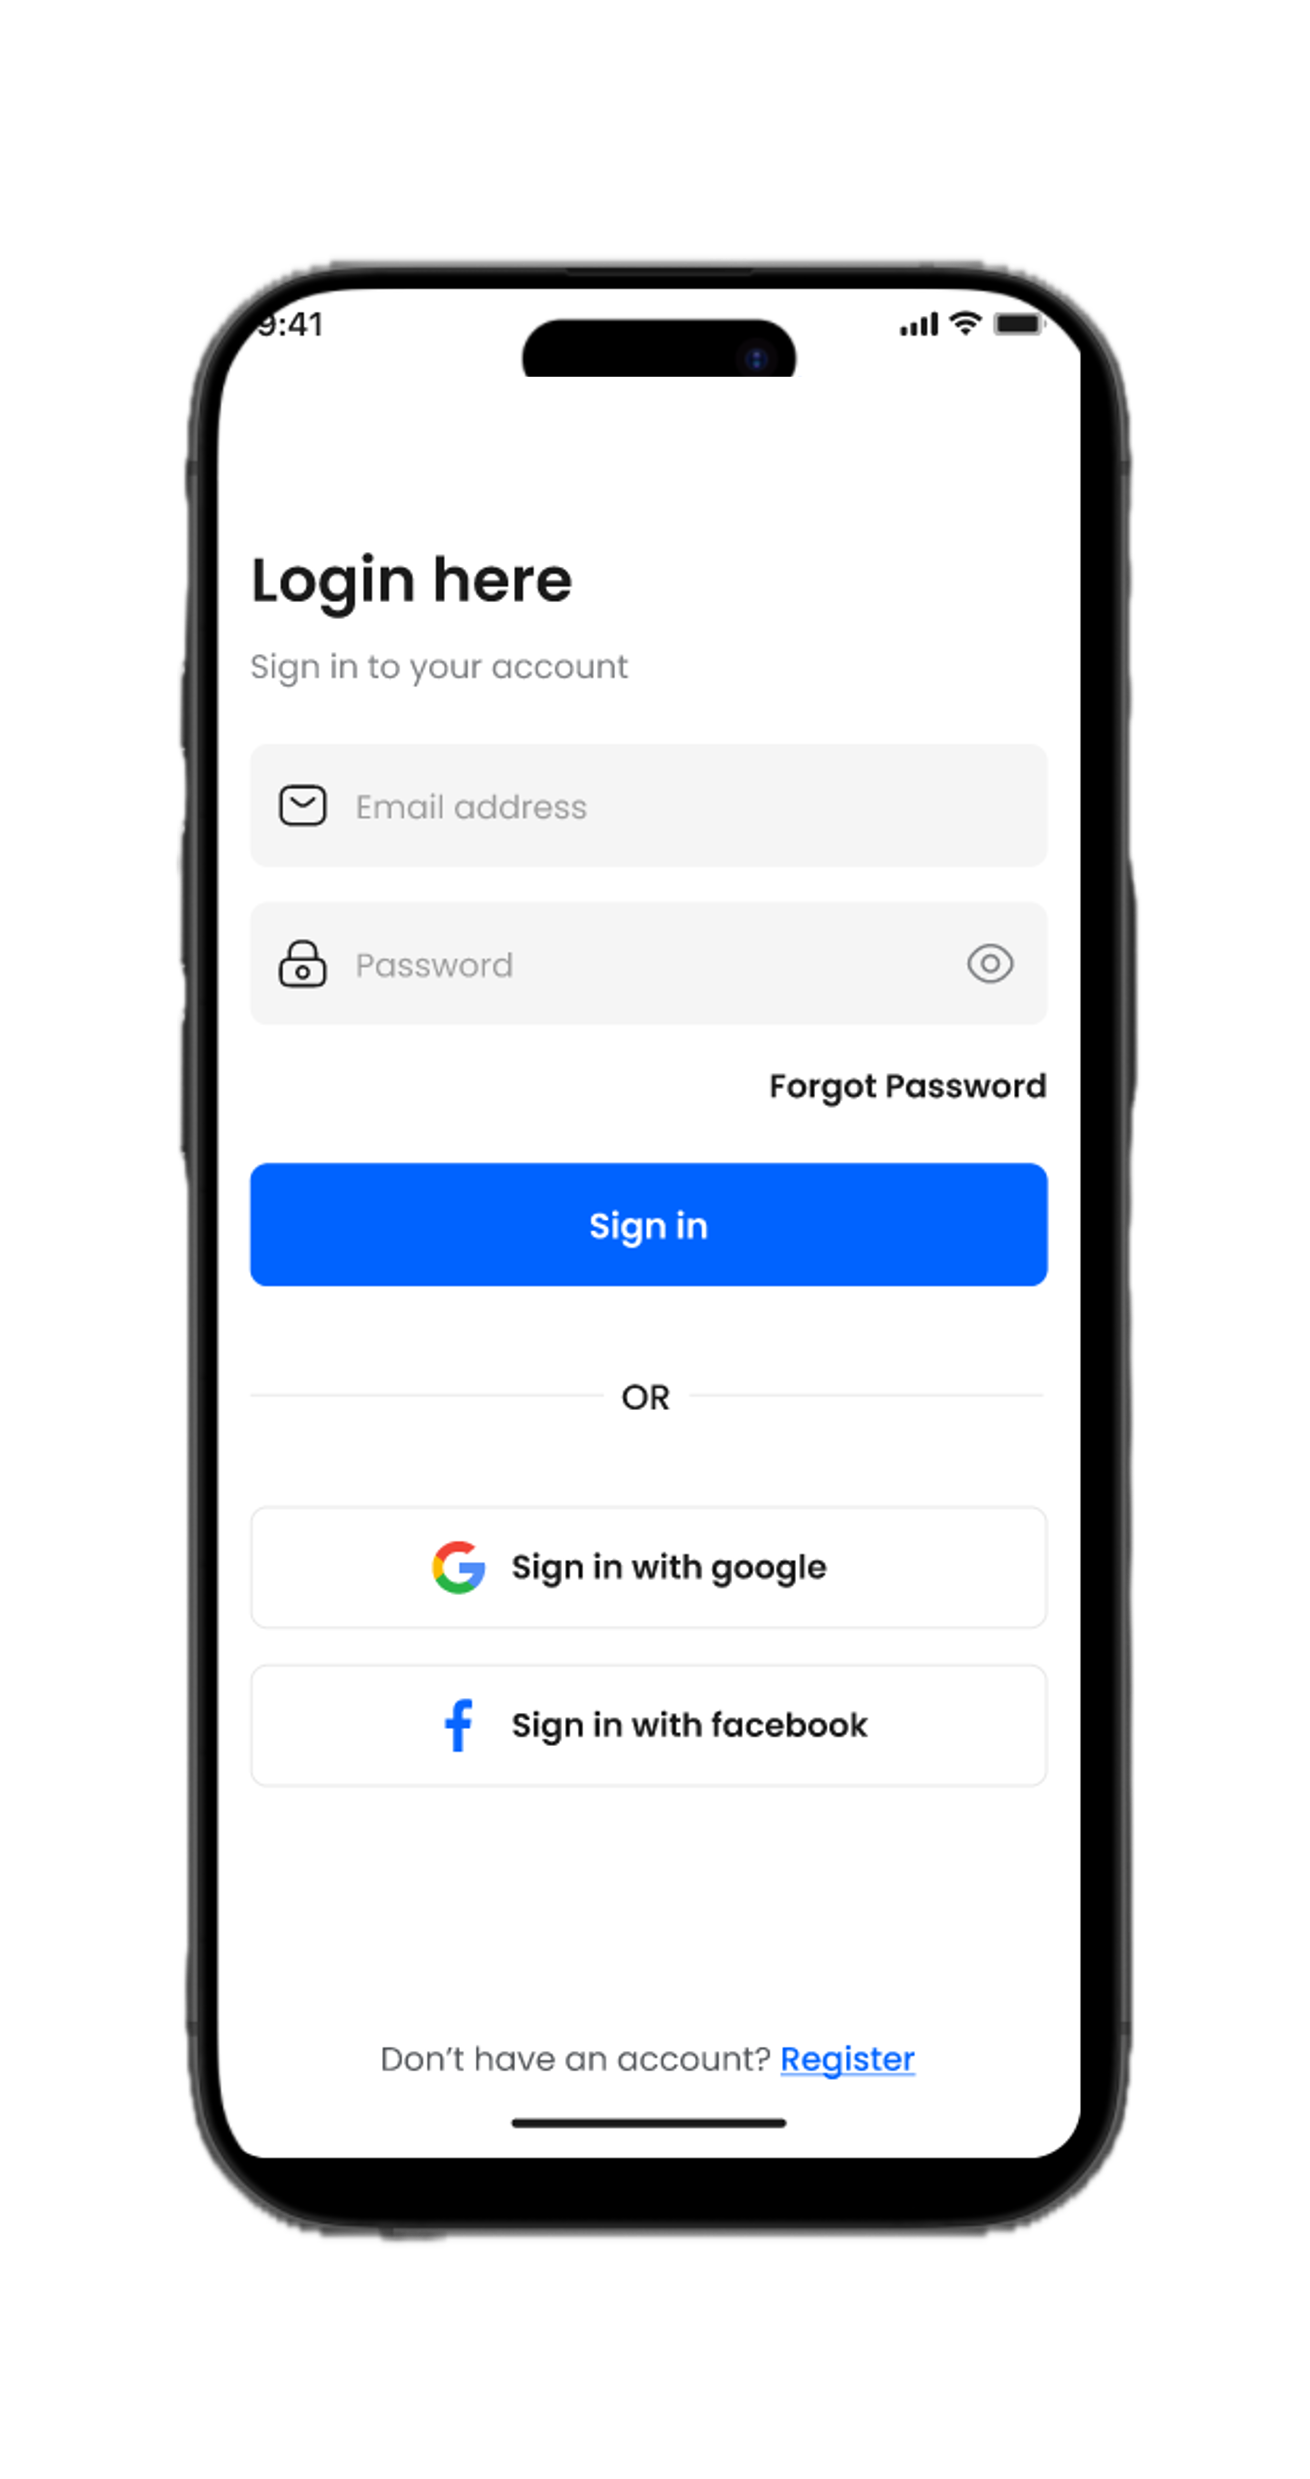 9:41
Login here
Sign in to your account
Email address
Password
Forgot Password
Sign in
OR
Sign in with google
Sign in with facebook
Don’t have an account? Register